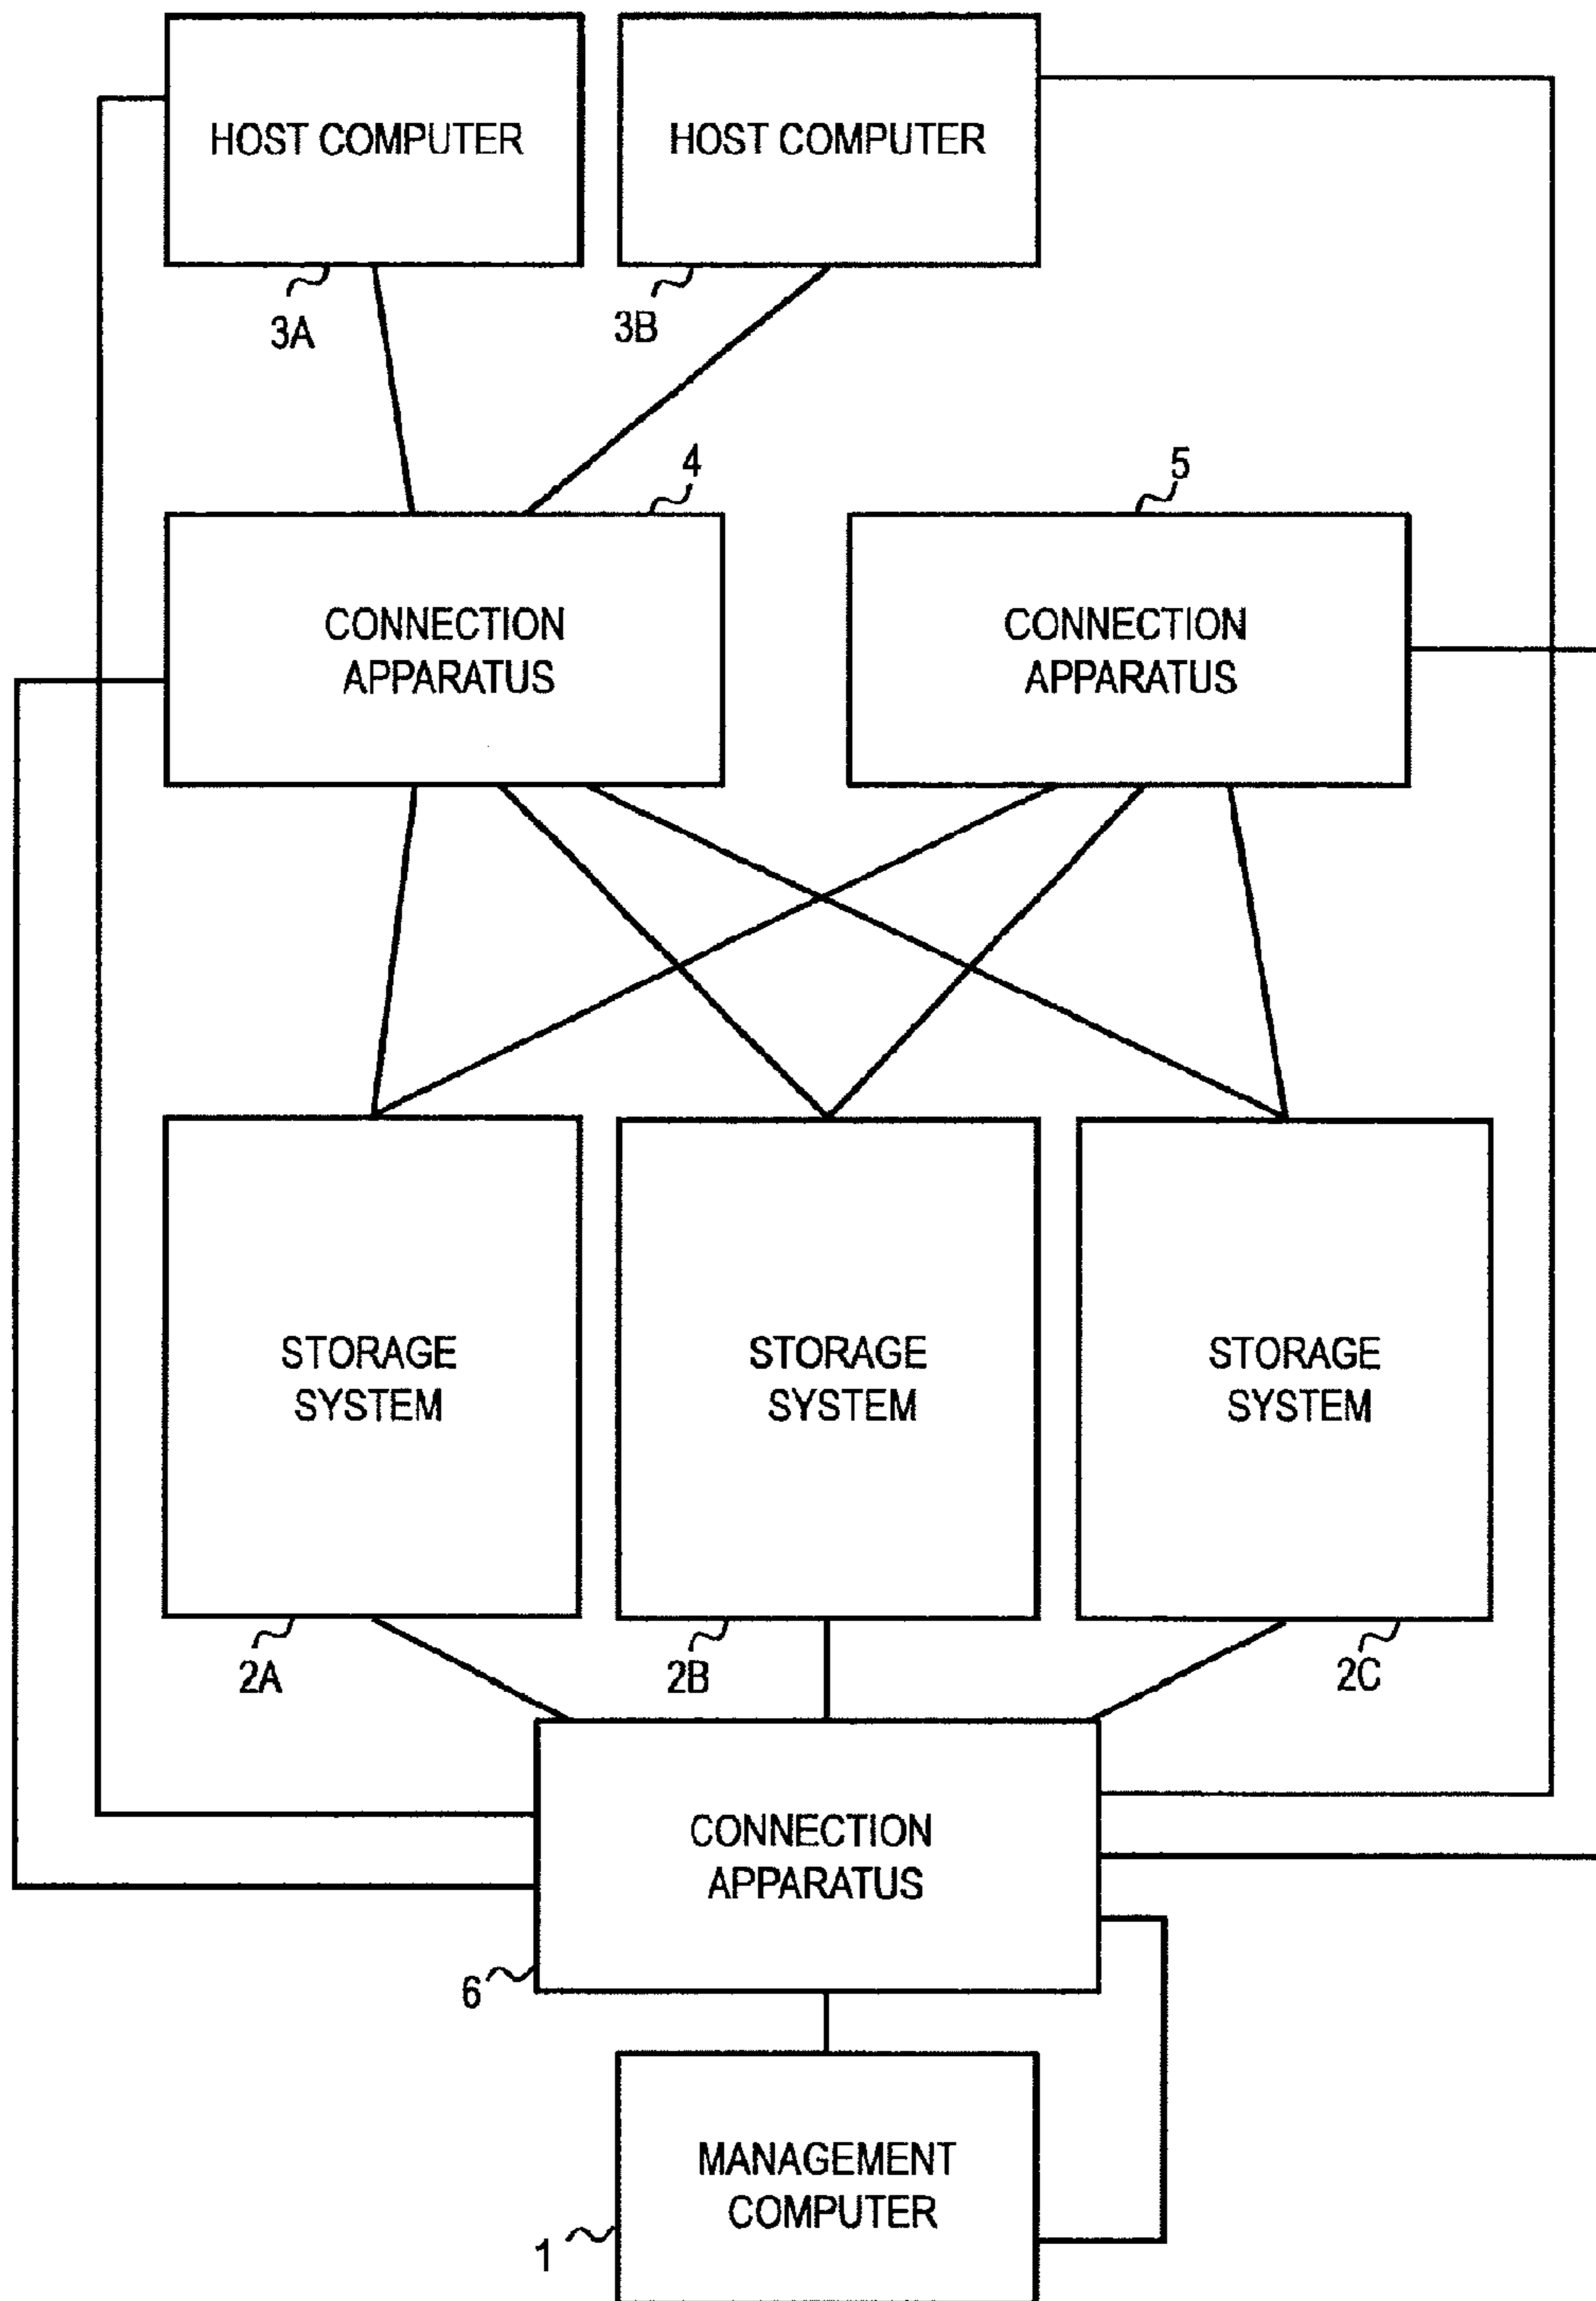 HOST COMPUTER
HOST COMPUTER
3A
3B
4
5
CONNECTION
APPARATUS
CONNECTION
APPARATUS
STORAGE
SYSTEM
STORAGE
SYSTEM
STORAGE
SYSTEM
2A
2B
2C
CONNECTION
APPARATUS
6
MANAGEMENT
COMPUTER
1